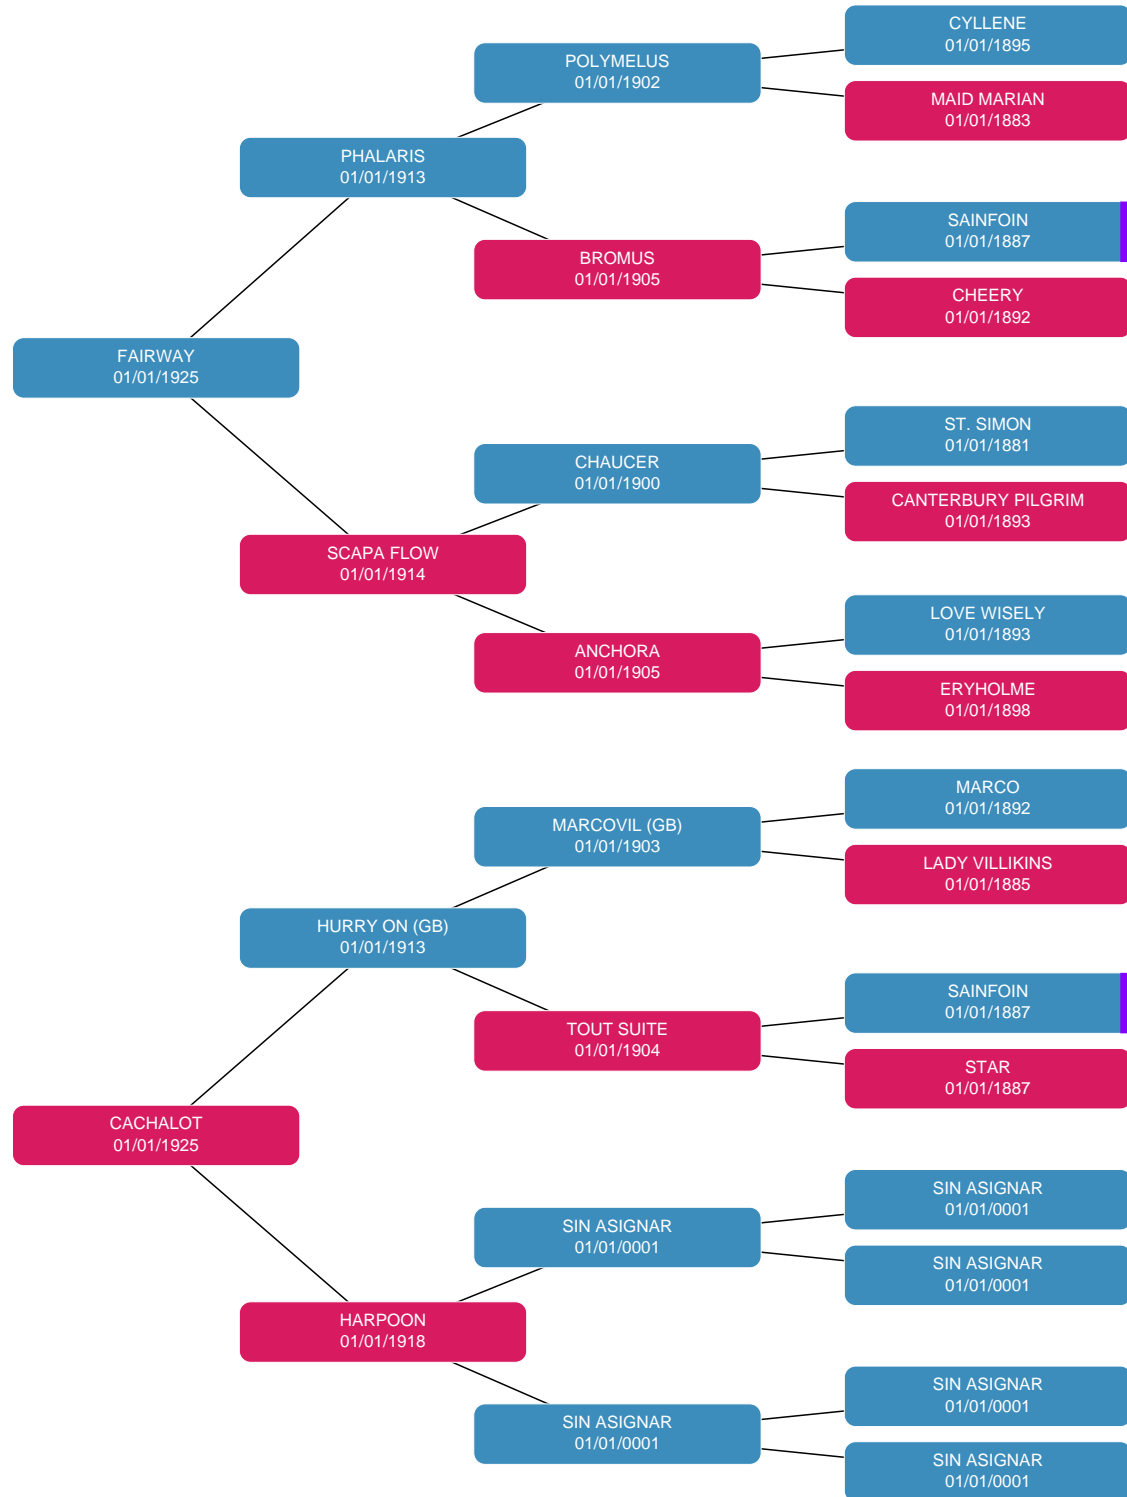 CYLLENE
01/01/1895
POLYMELUS
01/01/1902
MAID MARIAN
01/01/1883
PHALARIS
01/01/1913
SAINFOIN
01/01/1887
BROMUS
01/01/1905
CHEERY
01/01/1892
FAIRWAY
01/01/1925
ST. SIMON
01/01/1881
CHAUCER
01/01/1900
CANTERBURY PILGRIM
01/01/1893
SCAPA FLOW
01/01/1914
LOVE WISELY
01/01/1893
ANCHORA
01/01/1905
ERYHOLME
01/01/1898
MARCO
01/01/1892
MARCOVIL (GB)
01/01/1903
LADY VILLIKINS
01/01/1885
HURRY ON (GB)
01/01/1913
SAINFOIN
01/01/1887
TOUT SUITE
01/01/1904
STAR
01/01/1887
CACHALOT
01/01/1925
SIN ASIGNAR
01/01/0001
SIN ASIGNAR
01/01/0001
SIN ASIGNAR
01/01/0001
HARPOON
01/01/1918
SIN ASIGNAR
01/01/0001
SIN ASIGNAR
01/01/0001
SIN ASIGNAR
01/01/0001